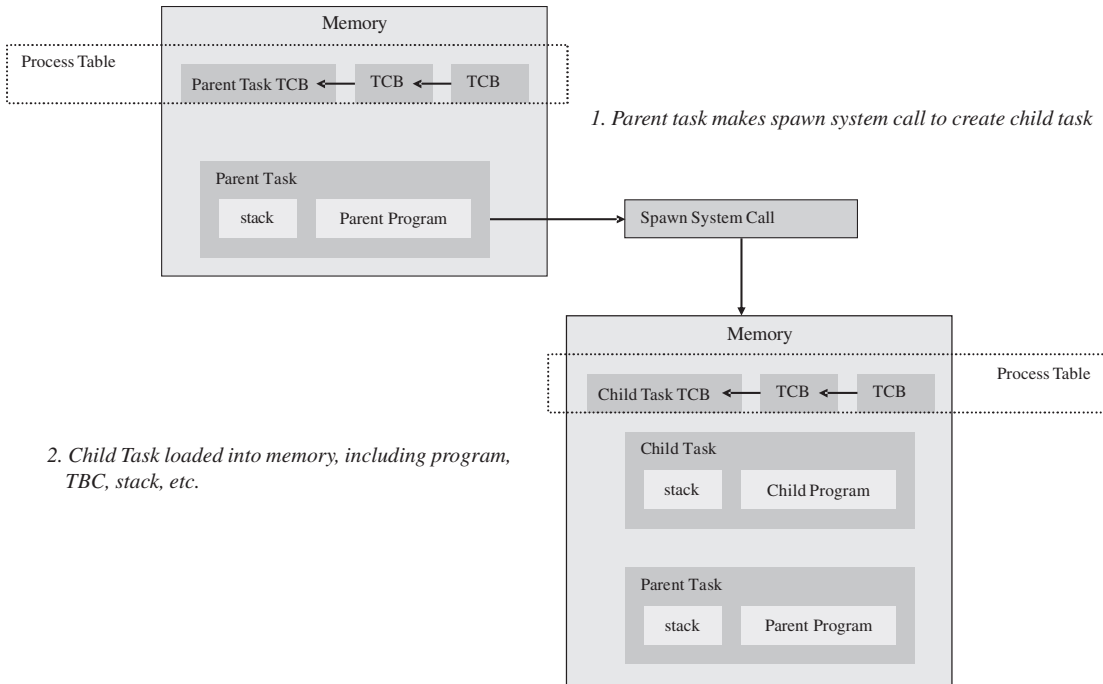 Memory
Process Table
Parent Task TCB
TCB
TCB
1. Parent task makes spawn system call to create child task
Parent Task
stack
Parent Program
Spawn System Call
Memory
Process Table
Child Task TCB
TCB
TCB
2. Child Task loaded into memory, including program,
TBC, stack, etc.
Child Task
stack
Child Program
Parent Task
stack
Parent Program